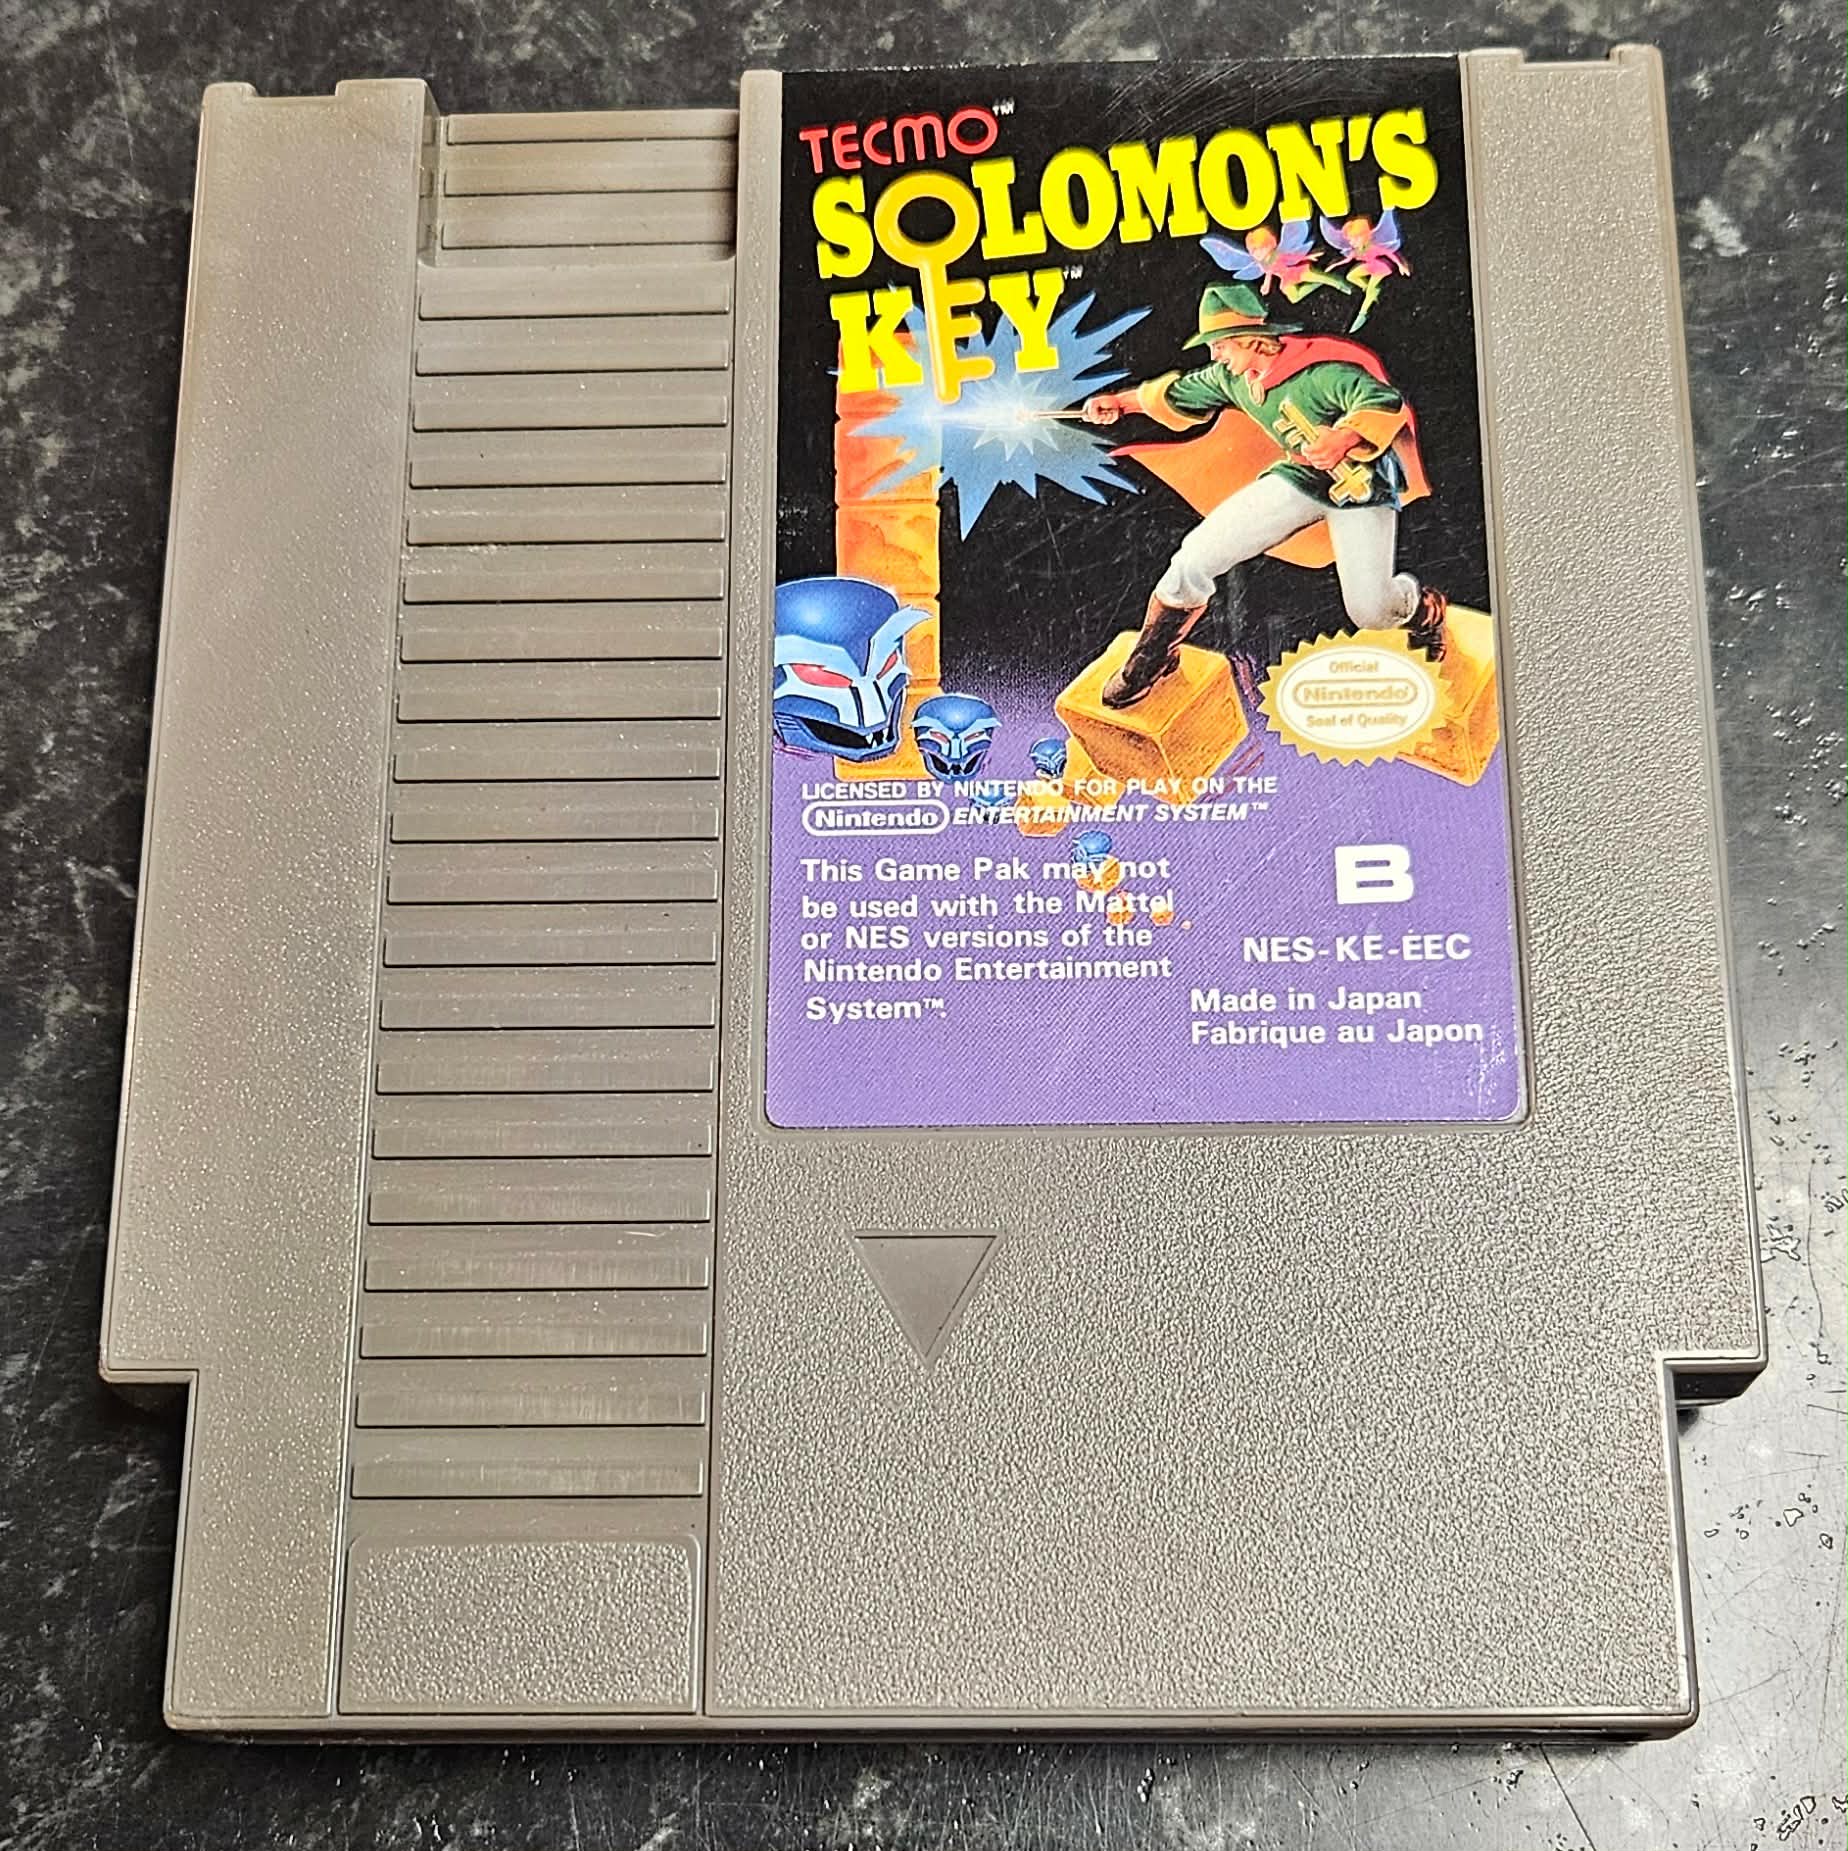 TECMO™
SOLOMON'S
KEY™
Official
Nintendo
Seal of Quality
LICENSED BY NINTENDO FOR PLAY ON THE
Nintendo ENTERTAINMENT SYSTEM™
This Game Pak may not
be used with the Mattel
or NES versions of the
Nintendo Entertainment
System™.
B
NES-KE-EEC
Made in Japan
Fabrique au Japon